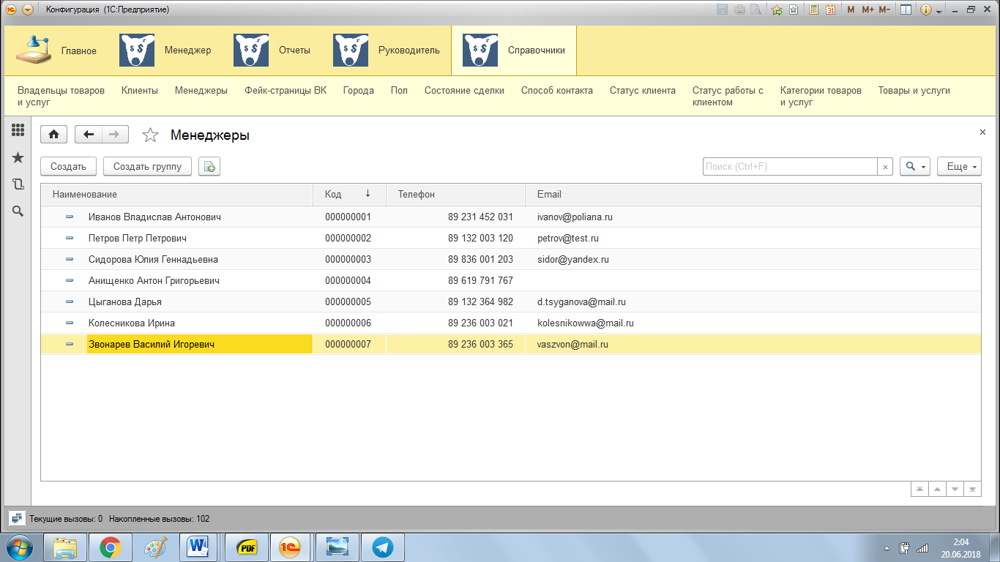 Конфигурация (1С:Предприятие)
M M+ M-
Главное Менеджер Отчеты Руководитель Справочники
Владельцы товаров и услуг Клиенты Менеджеры Фейк-страницы ВК Города Пол Состояние сделки Способ контакта Статус клиента Статус работы с клиентом Категории товаров и услуг Товары и услуги
Менеджеры
Создать Создать группу Поиск (Ctrl+F) Еще
Наименование Код Телефон Email
Иванов Владислав Антонович 000000001 89 231 452 031 ivanov@poliana.ru
Петров Петр Петрович 000000002 89 132 003 120 petrov@test.ru
Сидорова Юлия Геннадьевна 000000003 89 836 001 203 sidor@yandex.ru
Анищенко Антон Григорьевич 000000004 89 619 791 767
Цыганова Дарья 000000005 89 132 364 982 d.tsyganova@mail.ru
Колесникова Ирина 000000006 89 236 003 021 kolesnikowwa@mail.ru
Звонарев Василий Игоревич 000000007 89 236 003 365 vaszvon@mail.ru
Текущие вызовы: 0 Накопленные вызовы: 102
PDF 1С 2:04
20.06.2018